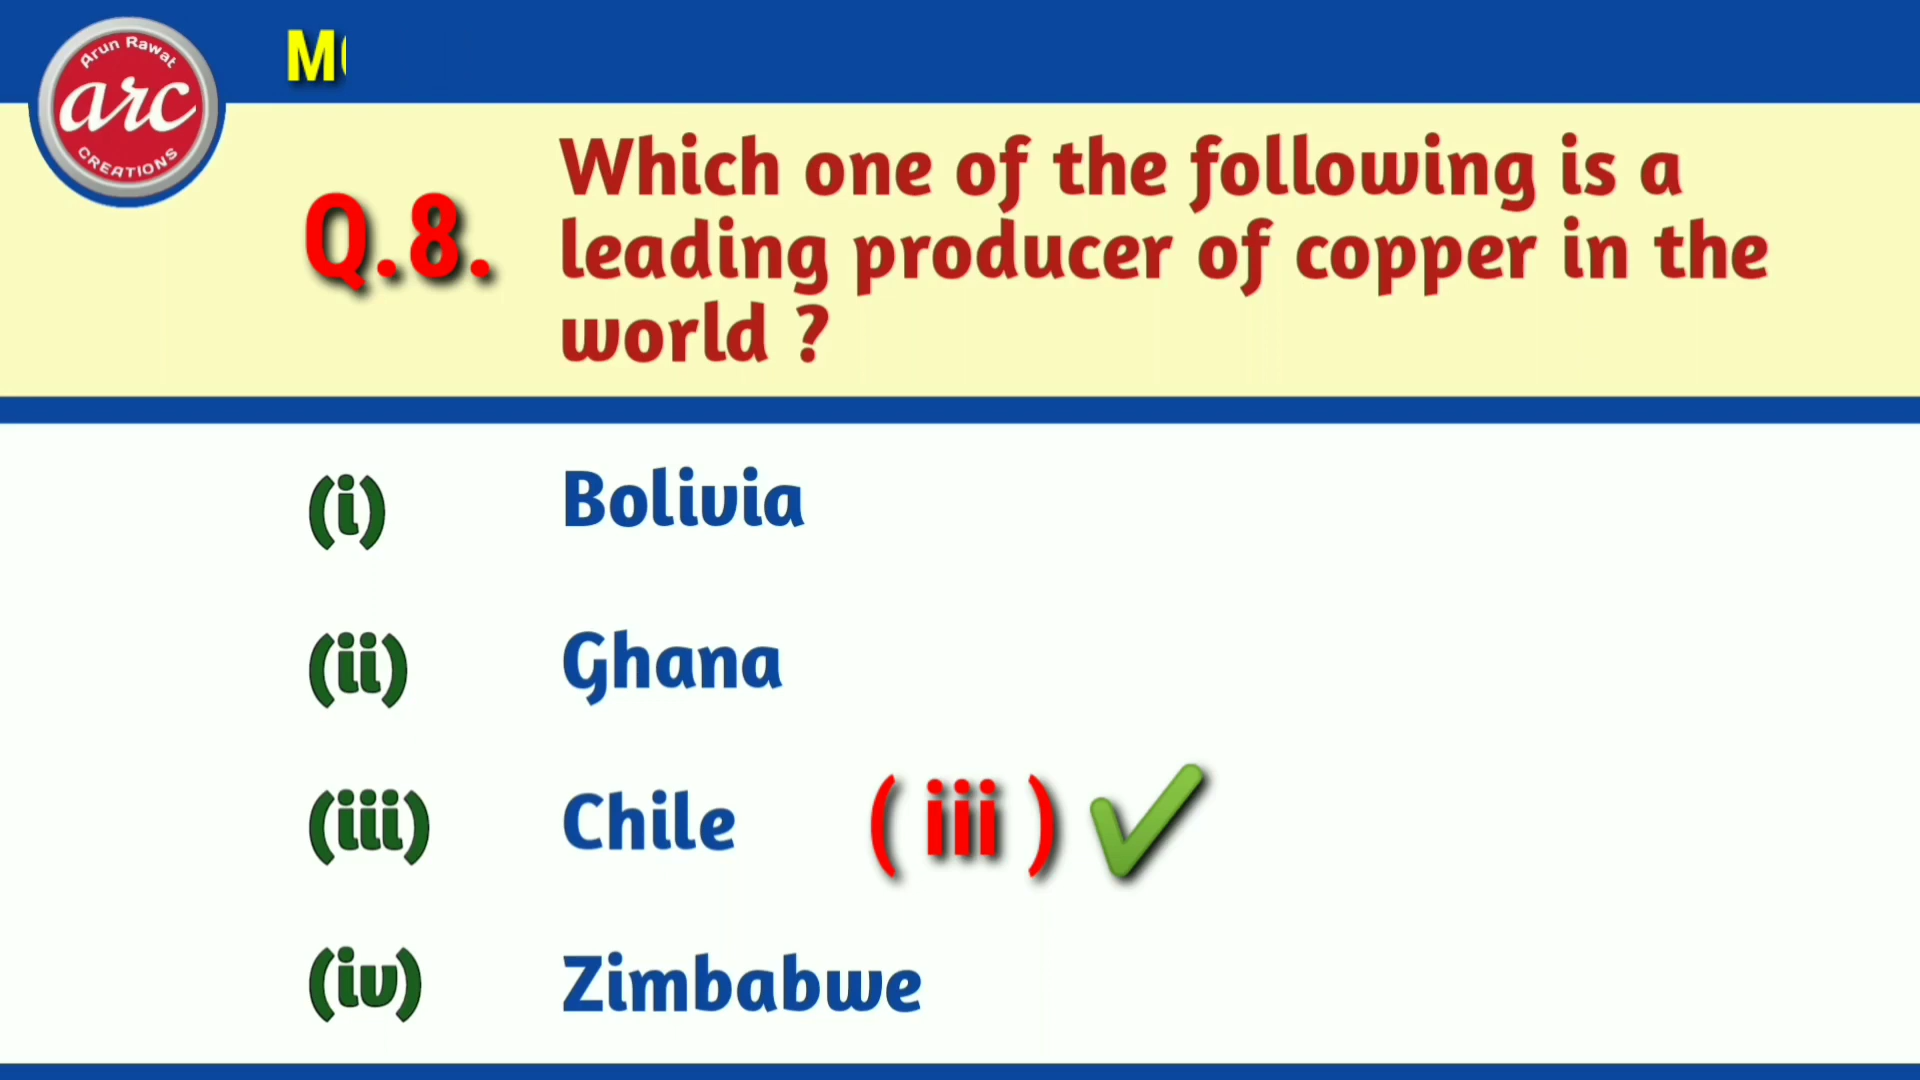 Arun Rawat
arc
CREATIONS
M
Q.8.
Which one of the following is a
leading producer of copper in the
world ?
(i) Bolivia
(ii) Ghana
(iii) Chile ( iii ) ✔
(iv) Zimbabwe